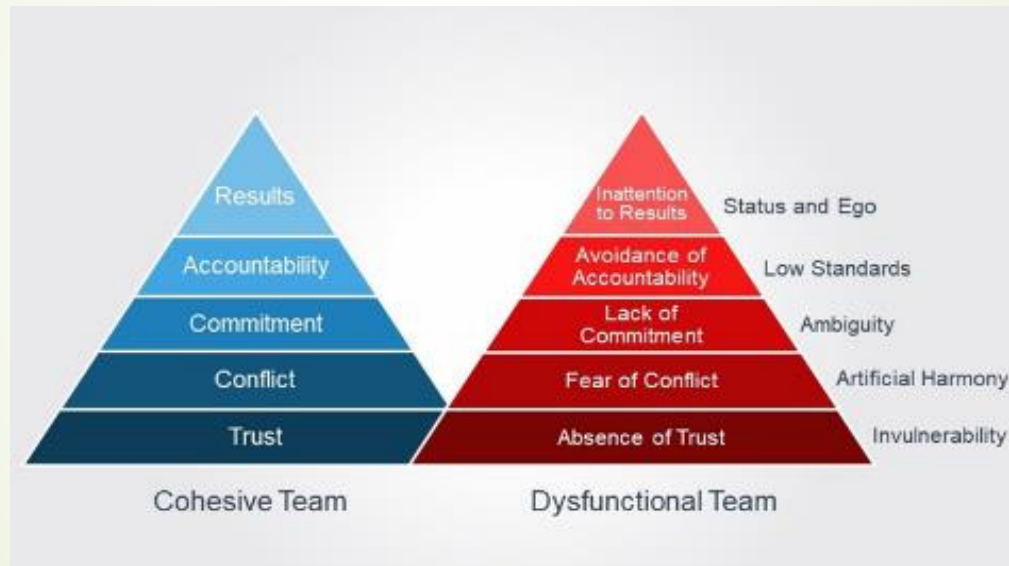 Results
Accountability
Commitment
Conflict
Trust
Cohesive Team
Inattention
to Results
Status and Ego
Avoidance of
Accountability
Low Standards
Lack of
Commitment
Ambiguity
Fear of Conflict
Artificial Harmony
Absence of Trust
Invulnerability
Dysfunctional Team